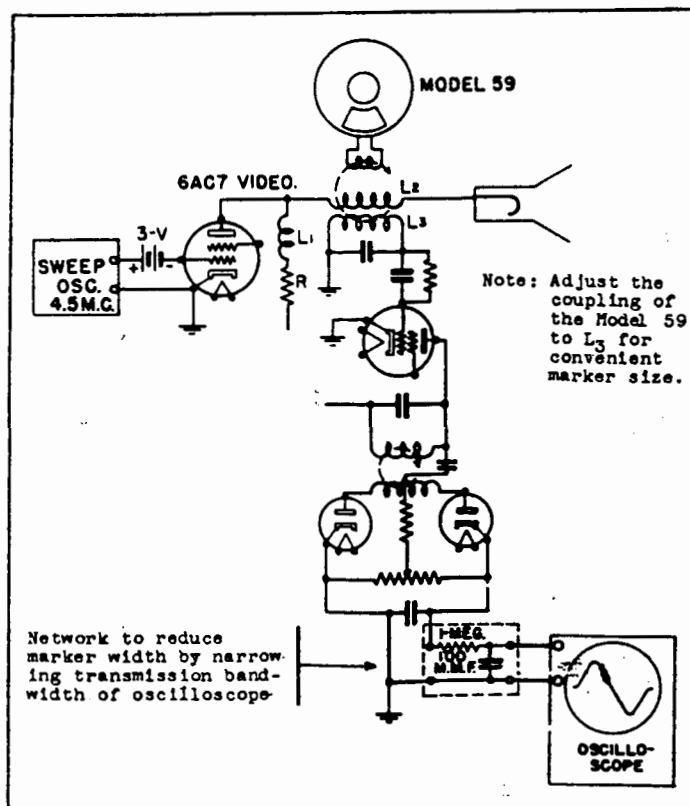 MODEL 59
6AC7 VIDEO.
L2
L3
3-V
+ -
L1
R
SWEEP
OSC.
4.5 M.C.
Note: Adjust the
coupling of
the Model 59
to L3 for
convenient
marker size.
Network to reduce
marker width by narrow-
ing transmission band-
width of oscilloscope
1-MEG.
100
M.M.F.
OSCILLO-
SCOPE